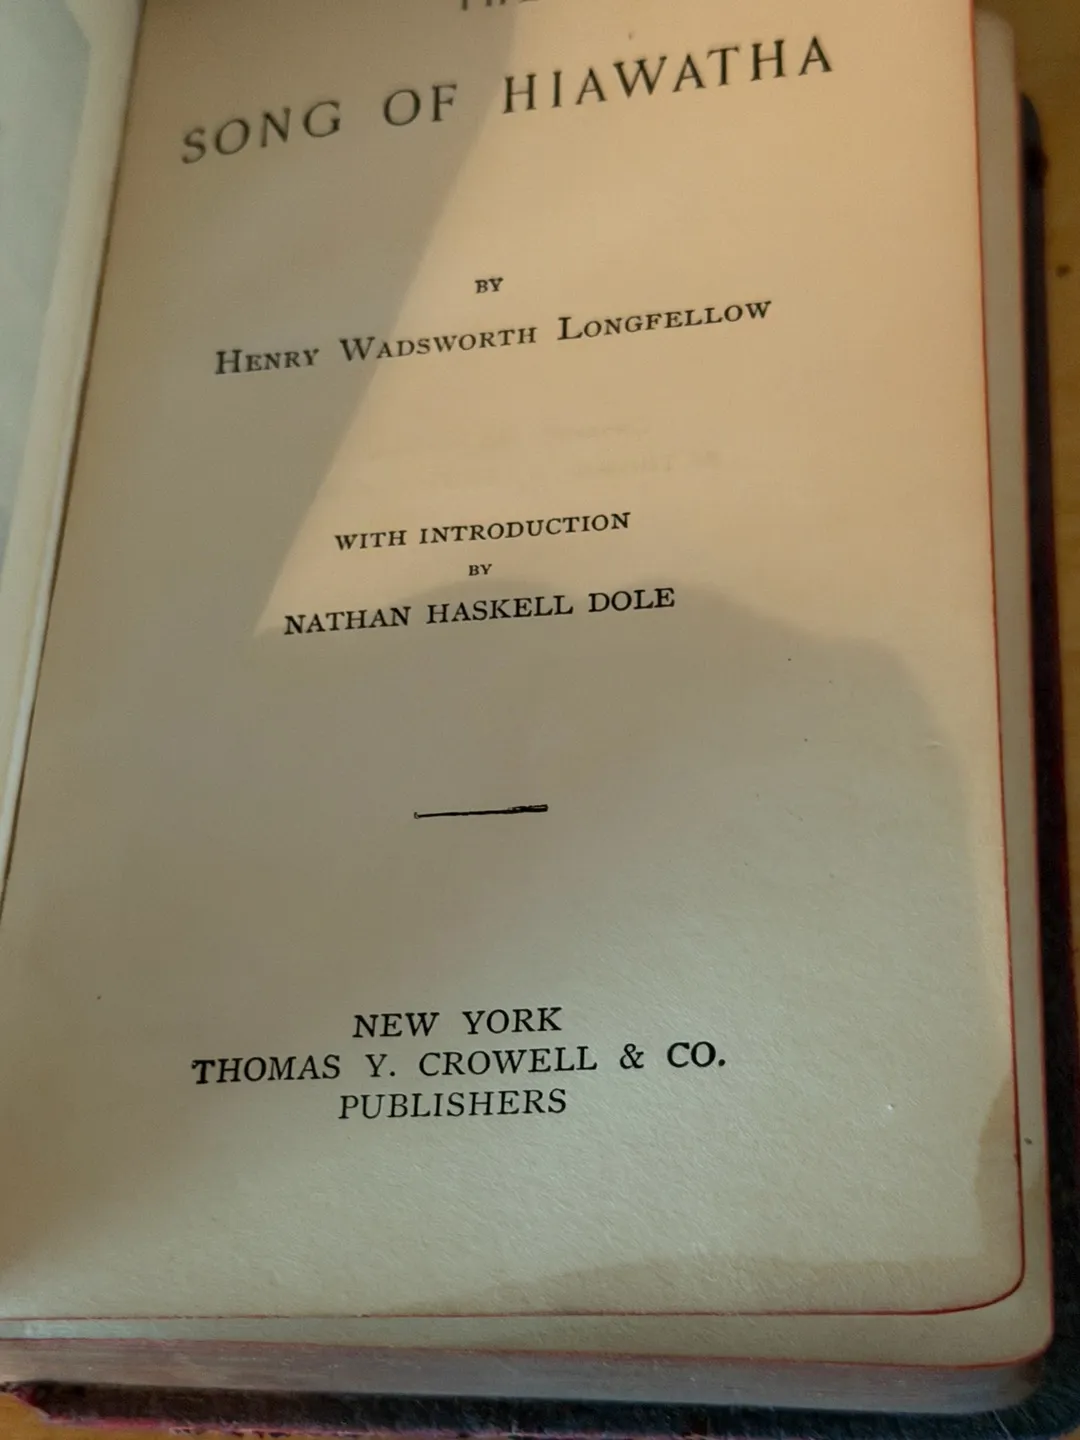 SONG OF HIAWATHA
BY
HENRY WADSWORTH LONGFELLOW
WITH INTRODUCTION
BY
NATHAN HASKELL DOLE
NEW YORK
THOMAS Y. CROWELL & CO.
PUBLISHERS